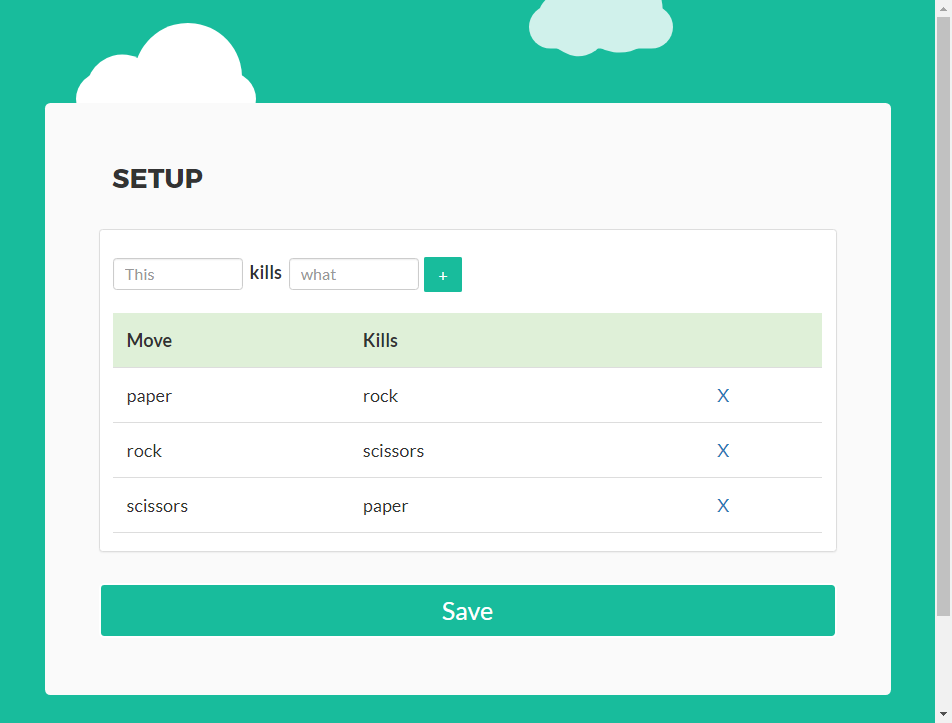 SETUP
This kills what +
Move Kills
paper rock X
rock scissors X
scissors paper X
Save